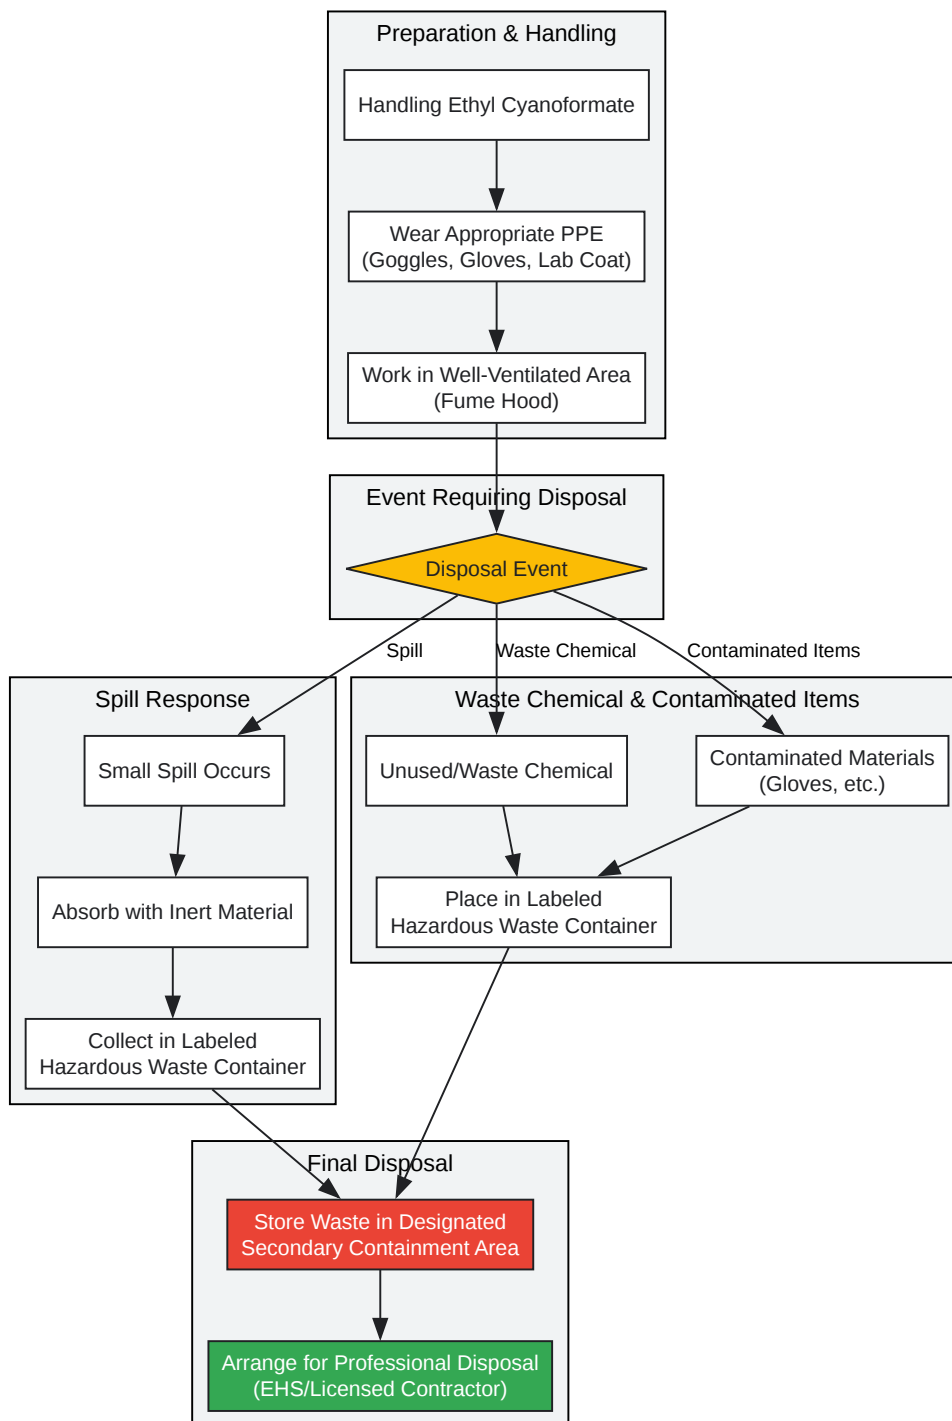 Preparation & Handling
Handling Ethyl Cyanoformate
Wear Appropriate PPE
(Goggles, Gloves, Lab Coat)
Work in Well-Ventilated Area
(Fume Hood)
Event Requiring Disposal
Disposal Event
Spill
Waste Chemical
Contaminated Items
Spill Response
Small Spill Occurs
Absorb with Inert Material
Collect in Labeled
Hazardous Waste Container
Waste Chemical & Contaminated Items
Unused/Waste Chemical
Contaminated Materials
(Gloves, etc.)
Place in Labeled
Hazardous Waste Container
Final Disposal
Store Waste in Designated
Secondary Containment Area
Arrange for Professional Disposal
(EHS/Licensed Contractor)